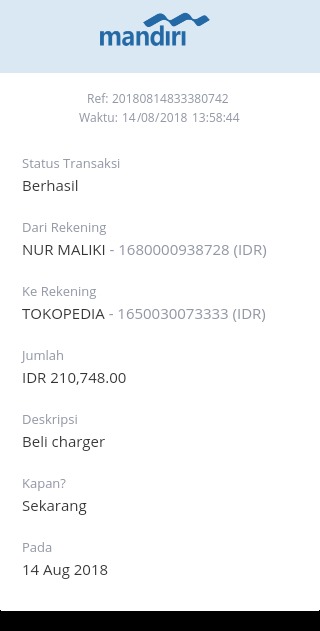 mandiri
Ref: 20180814833380742
Waktu: 14/08/2018 13:58:44
Status Transaksi
Berhasil
Dari Rekening
NUR MALIKI - 1680000938728 (IDR)
Ke Rekening
TOKOPEDIA - 1650030073333 (IDR)
Jumlah
IDR 210,748.00
Deskripsi
Beli charger
Kapan?
Sekarang
Pada
14 Aug 2018